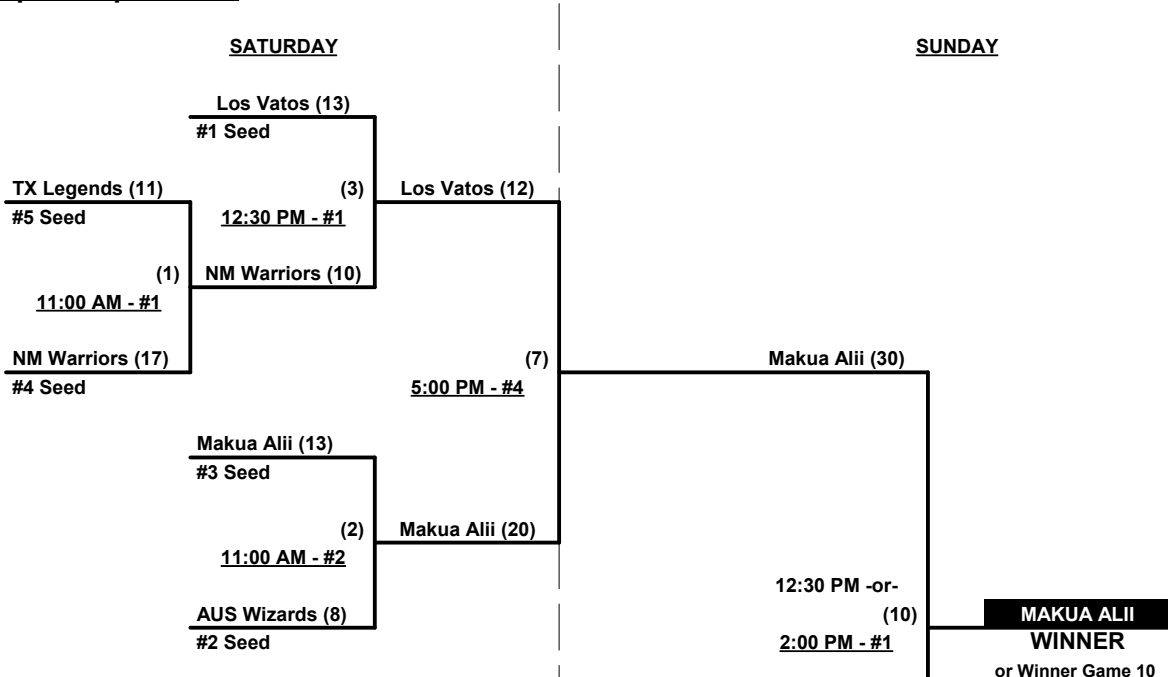 SATURDAY
SUNDAY
Los Vatos (13)
#1 Seed
TX Legends (11)
(3)
Los Vatos (12)
#5 Seed
12:30 PM - #1
(1)
NM Warriors (10)
11:00 AM - #1
NM Warriors (17)
(7)
Makua Alii (30)
#4 Seed
5:00 PM - #4
Makua Alii (13)
#3 Seed
(2)
Makua Alii (20)
11:00 AM - #2
12:30 PM -or-
AUS Wizards (8)
(10)
MAKUA ALII
#2 Seed
2:00 PM - #1
WINNER
or Winner Game 10